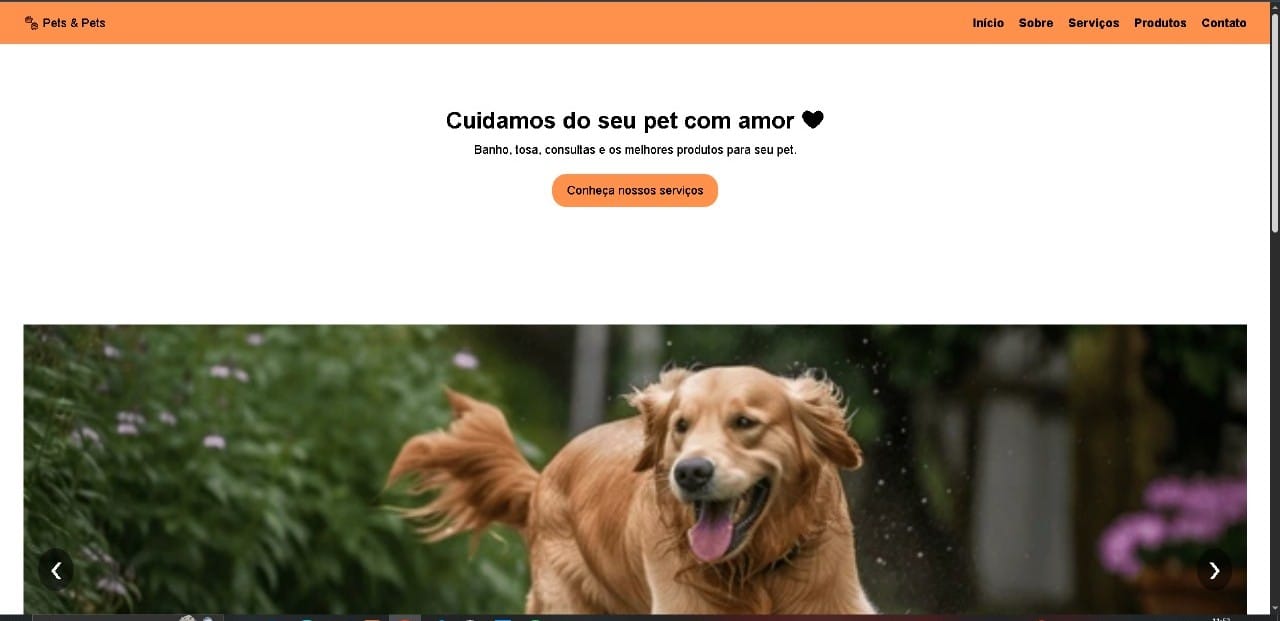 Pets & Pets
Início Sobre Serviços Produtos Contato
Cuidamos do seu pet com amor 🖤
Banho, tosa, consultas e os melhores produtos para seu pet.
Conheça nossos serviços
❮ ❯